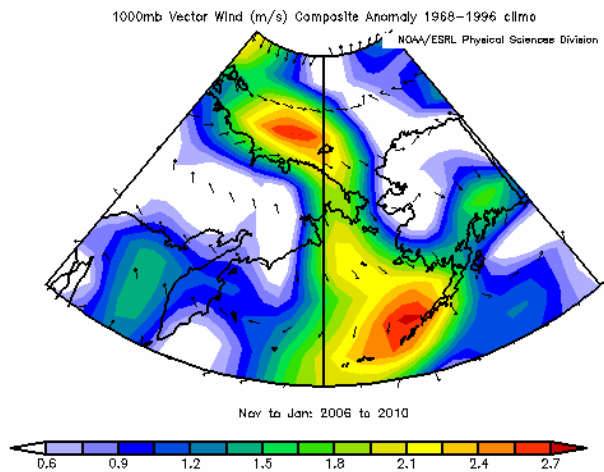 1000mb Vector Wind (m/s) Composite Anomaly 1968-1996 climo
NOAA/ESRL Physical Sciences Division
Nov to Jan: 2006 to 2010
0.6 0.9 1.2 1.5 1.8 2.1 2.4 2.7